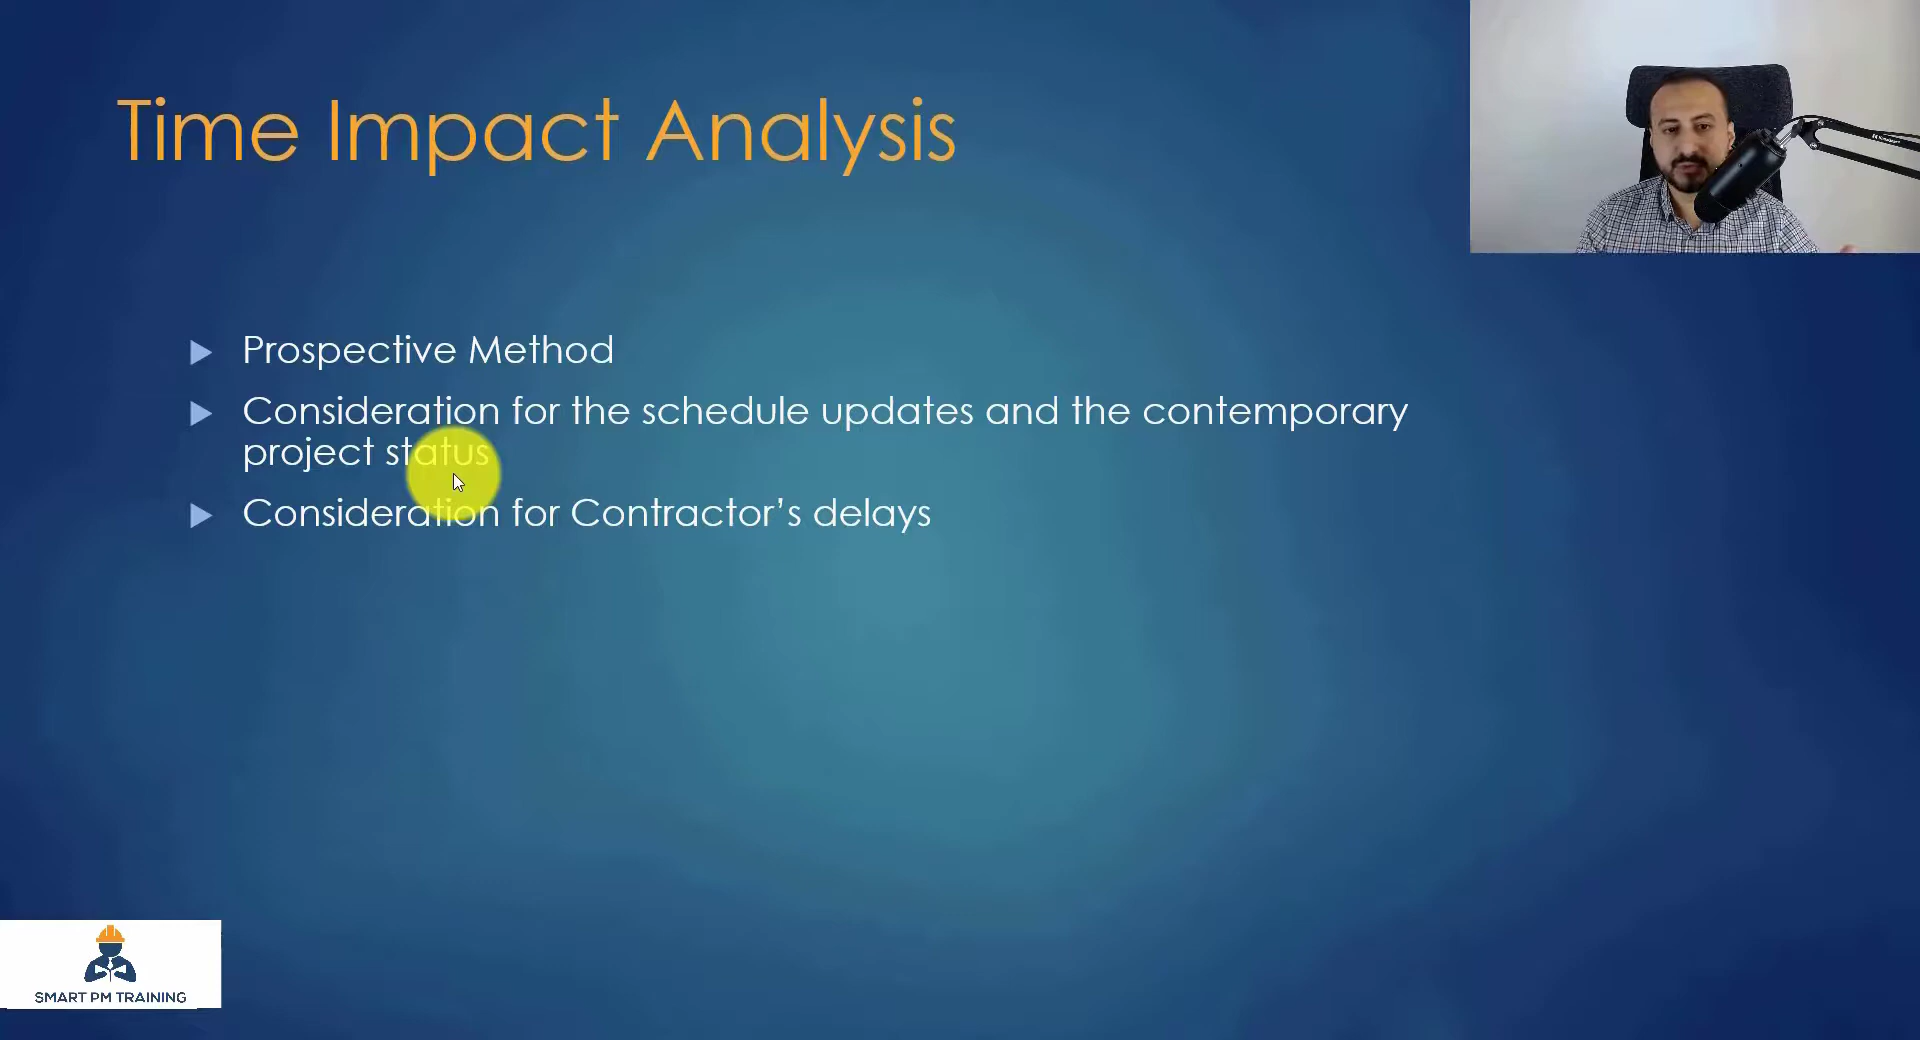 Time Impact Analysis
Prospective Method
Consideration for the schedule updates and the contemporary
project status
Consideration for Contractor's delays
SMART PM TRAINING